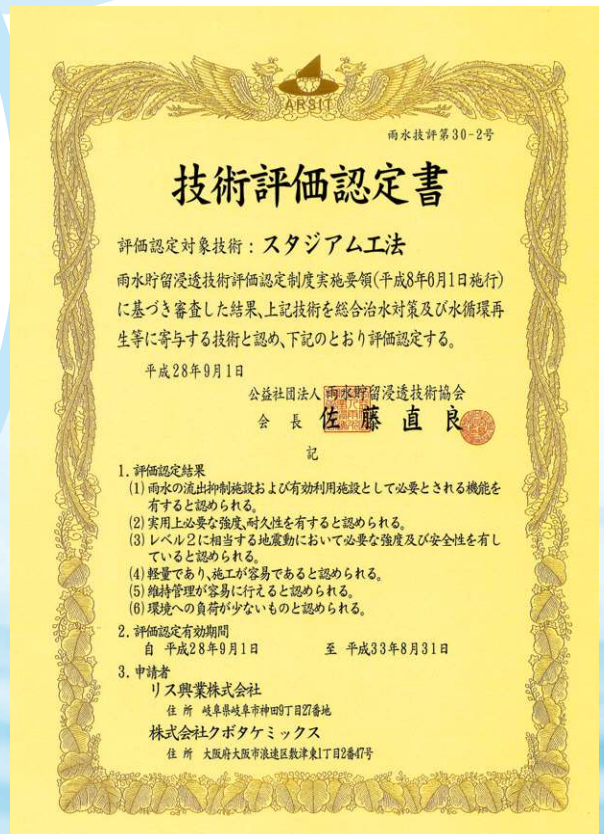 ARSIT
雨水技評第30-2号
技術評価認定書
評価認定対象技術：スタジアム工法
雨水貯留浸透技術評価認定制度実施要領(平成8年6月1日施行)
に基づき審査した結果、上記技術を総合治水対策及び水循環再
生等に寄与する技術と認め、下記のとおり評価認定する。
平成28年9月1日
公益社団法人 雨水貯留浸透技術協会
会長 佐藤直良
記
1. 評価認定結果
(1) 雨水の流出抑制施設および有効利用施設として必要とされる機能を
有すると認められる。
(2) 実用上必要な強度、耐久性を有すると認められる。
(3) レベル2に相当する地震動において必要な強度及び安全性を有し
ていると認められる。
(4) 軽量であり、施工が容易であると認められる。
(5) 維持管理が容易に行えると認められる。
(6) 環境への負荷が少ないものと認められる。
2. 評価認定有効期間
自 平成28年9月1日 至 平成33年8月31日
3. 申請者
リス興業株式会社
住所 岐阜県岐阜市神田9丁目27番地
株式会社クボタケミックス
住所 大阪府大阪市浪速区敷津東1丁目2番47号